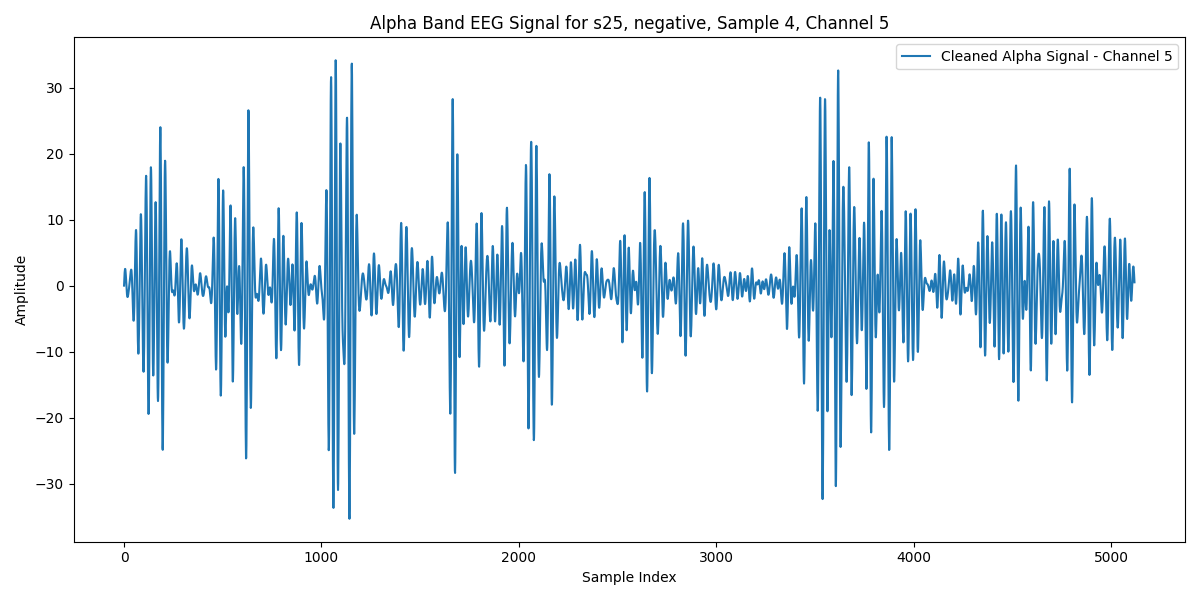 Alpha Band EEG Signal for s25, negative, Sample 4, Channel 5
Cleaned Alpha Signal - Channel 5
Amplitude
30
20
10
0
−10
−20
−30
0 1000 2000 3000 4000 5000
Sample Index